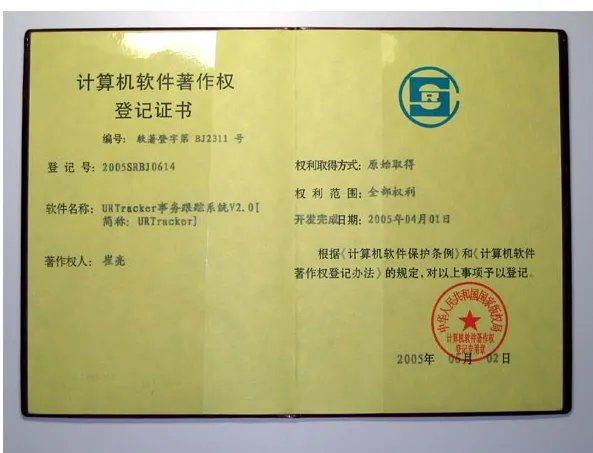 计算机软件著作权
登记证书
编号: 软著登字第 BJ2311 号
登 记 号: 2005SRBJ0614
软件名称: URTracker事务跟踪系统V2.0[
简称: URTracker]
著作权人: 崔亮
权利取得方式: 原始取得
权 利 范 围: 全部权利
开发完成日期: 2005年04月01日
根据《计算机软件保护条例》和《计算机软件
著作权登记办法》的规定,对以上事项予以登记。
中华人民共和国国家版权局
计算机软件著作权
登记专用章
2005年 06月 02日